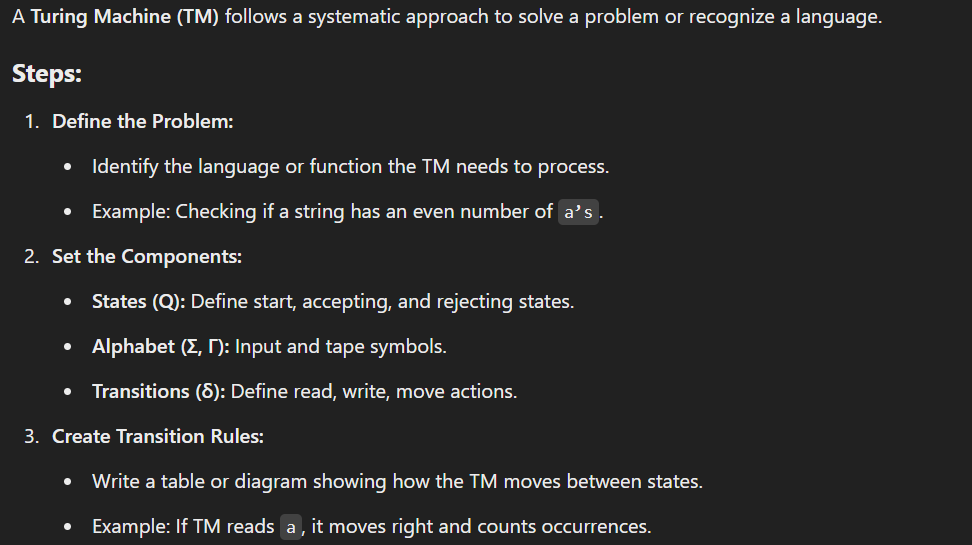 A Turing Machine (TM) follows a systematic approach to solve a problem or recognize a language.
Steps:
1. Define the Problem:
• Identify the language or function the TM needs to process.
• Example: Checking if a string has an even number of a’s.
2. Set the Components:
• States (Q): Define start, accepting, and rejecting states.
• Alphabet (Σ, Γ): Input and tape symbols.
• Transitions (δ): Define read, write, move actions.
3. Create Transition Rules:
• Write a table or diagram showing how the TM moves between states.
• Example: If TM reads a, it moves right and counts occurrences.